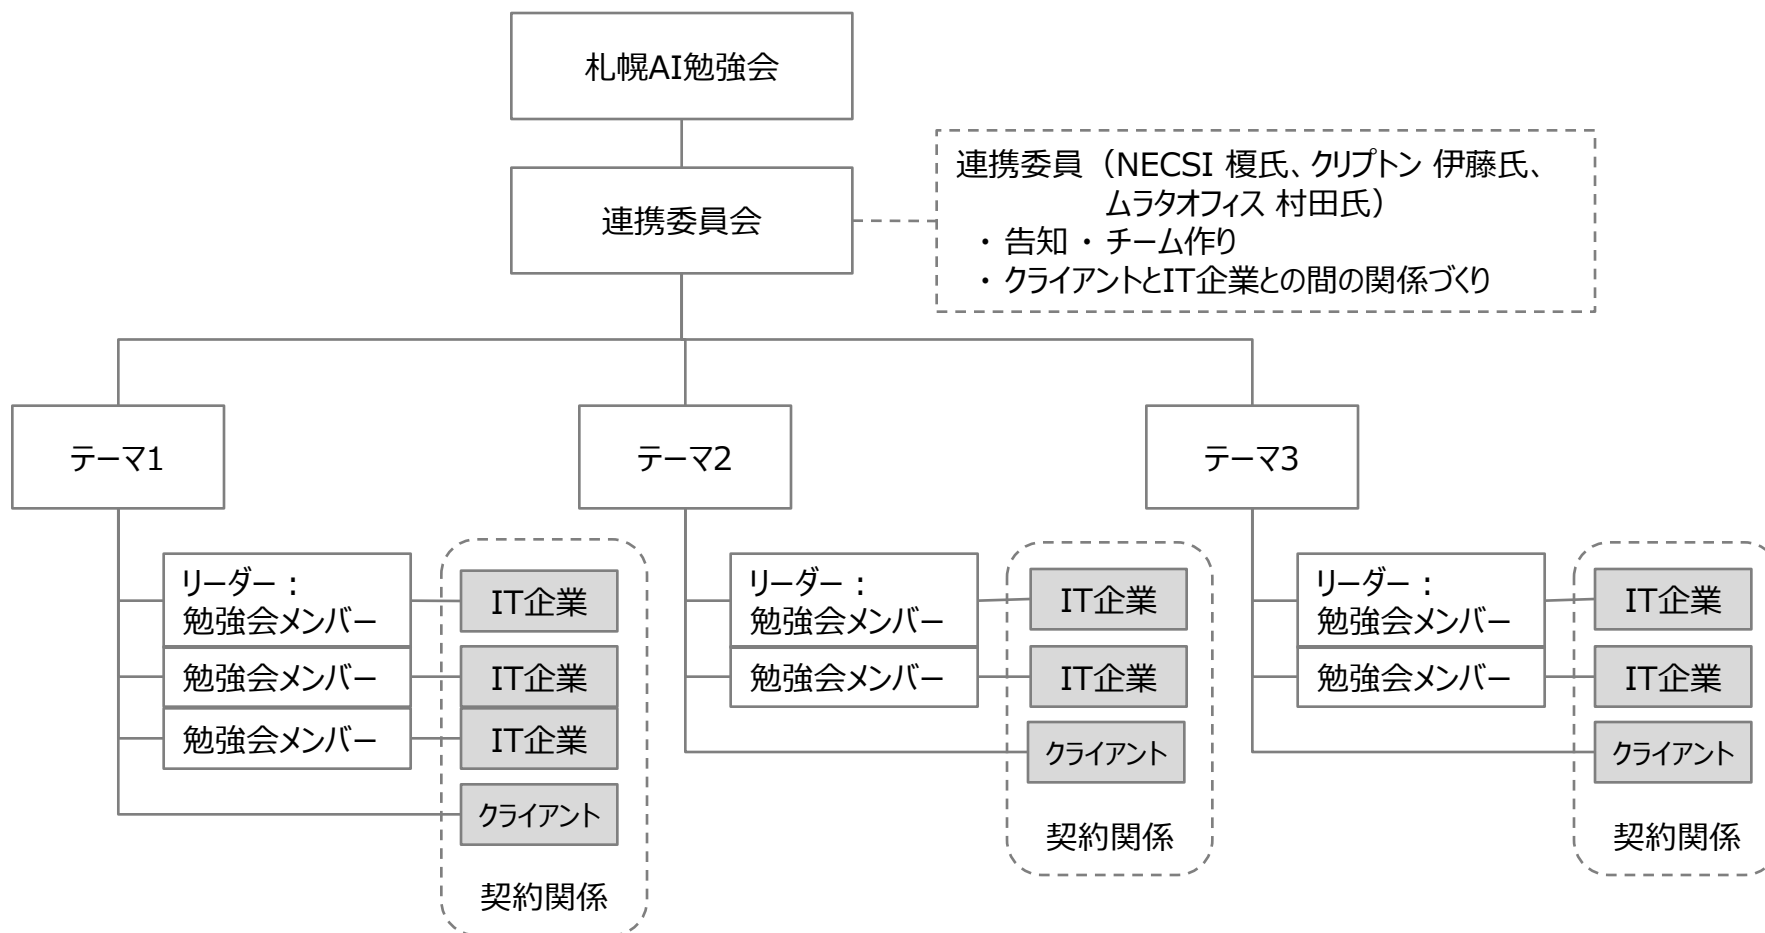 札幌AI勉強会
連携委員会
連携委員（NECSI 榎氏、クリプトン 伊藤氏、
ムラタオフィス 村田氏）
・ 告知 ・ チーム作り
・ クライアントとIT企業との間の関係づくり
テーマ1
テーマ2
テーマ3
リーダー：
勉強会メンバー
IT企業
勉強会メンバー
IT企業
勉強会メンバー
IT企業
クライアント
契約関係
リーダー：
勉強会メンバー
IT企業
勉強会メンバー
IT企業
クライアント
契約関係
リーダー：
勉強会メンバー
IT企業
勉強会メンバー
IT企業
クライアント
契約関係